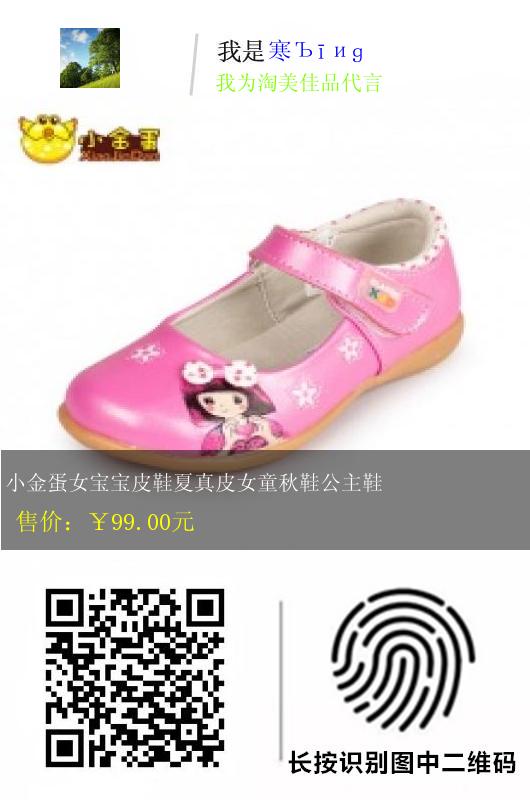 我是寒Ъīиg
我为淘美佳品代言
小金蛋
XiaoJinDan
小金蛋女宝宝皮鞋夏真皮女童秋鞋公主鞋
售价：￥99.00元
长按识别图中二维码